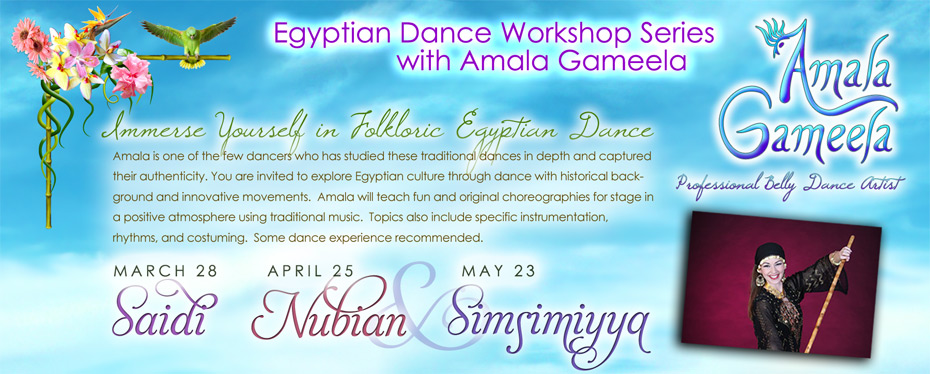 Egyptian Dance Workshop Series
with Amala Gameela
Amala
Gameela
Professional Belly Dance Artist
Immerse Yourself in Folkloric Egyptian Dance
Amala is one of the few dancers who has studied these traditional dances in depth and captured
their authenticity. You are invited to explore Egyptian culture through dance with historical back-
ground and innovative movements.  Amala will teach fun and original choreographies for stage in
a positive atmosphere using traditional music.  Topics also include specific instrumentation,
rhythms, and costuming.  Some dance experience recommended.
MARCH 28 APRIL 25 MAY 23
Saidi Nubian & Simsimiyya